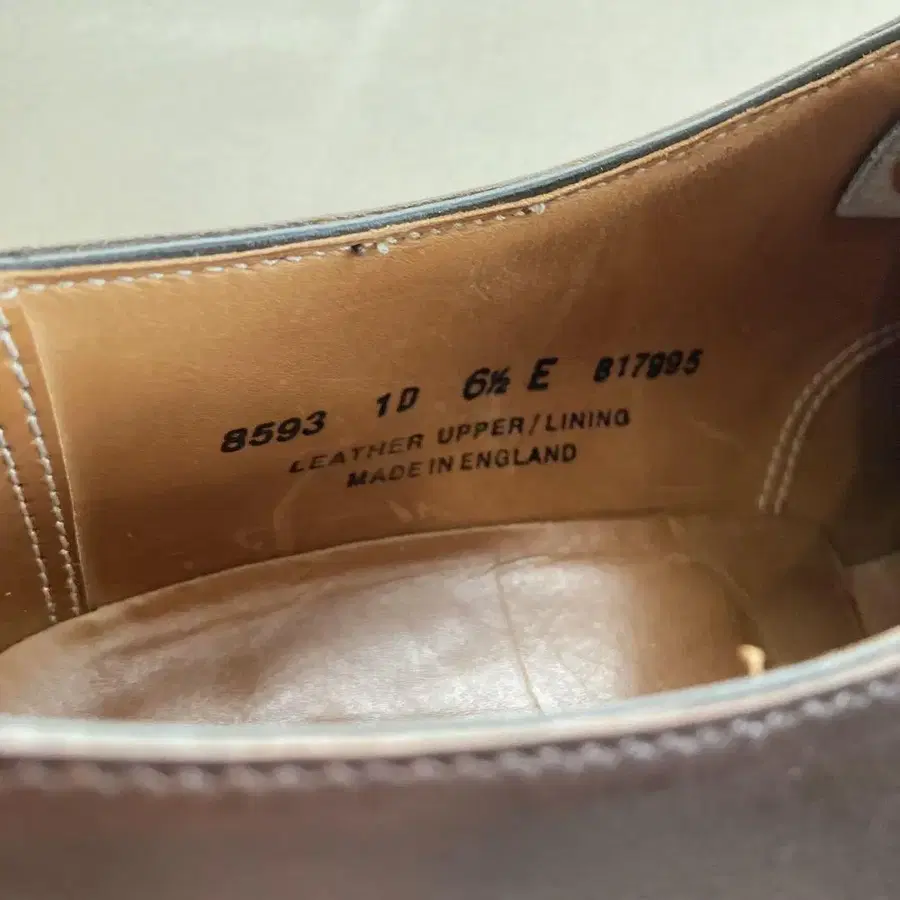 8593 1D 6½ E 817995
LEATHER UPPER/LINING
MADE IN ENGLAND